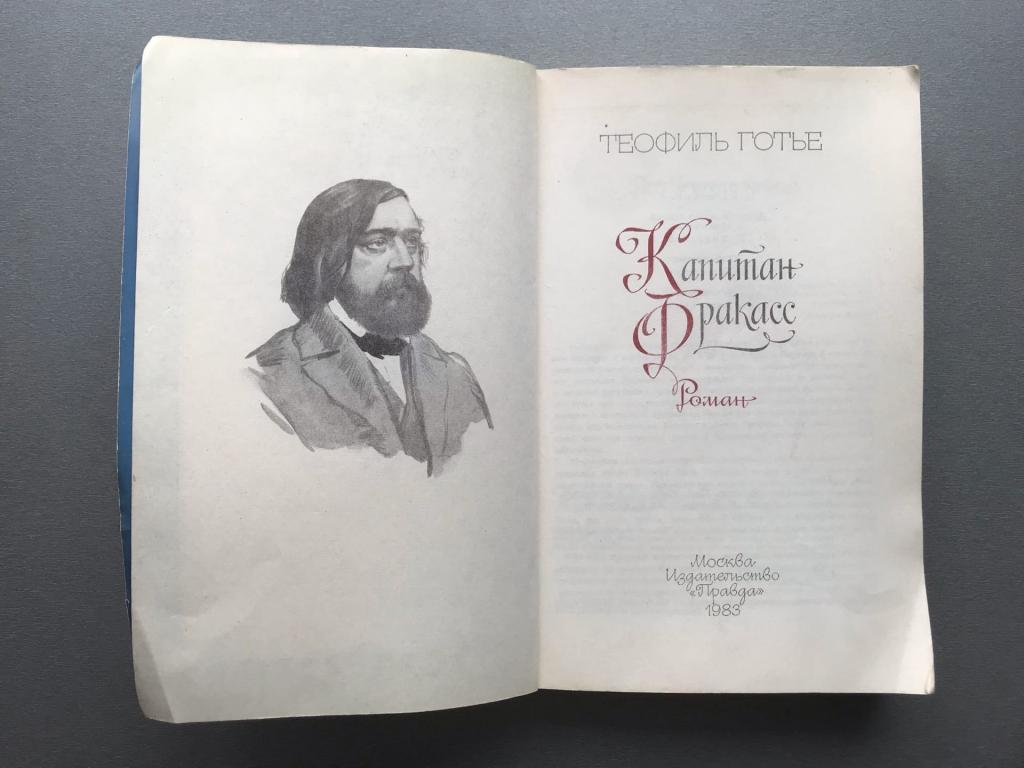 ТЕОФИЛЬ ГОТЬЕ
Капитан
Фракасс
Роман
Москва
Издательство
«Правда»
1983